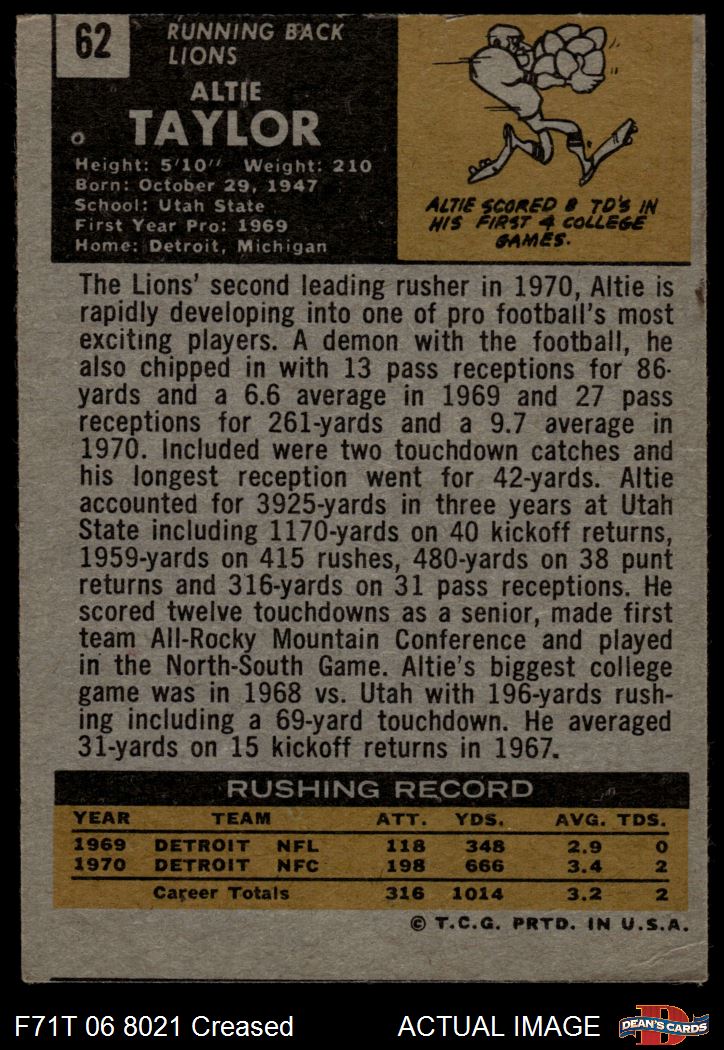 62
RUNNING BACK
LIONS
ALTIE
TAYLOR
Height: 5'10" Weight: 210
Born: October 29, 1947
School: Utah State
First Year Pro: 1969
Home: Detroit, Michigan
ALTIE SCORED 8 TD'S IN
HIS FIRST 4 COLLEGE
GAMES.
The Lions' second leading rusher in 1970, Altie is
rapidly developing into one of pro football's most
exciting players. A demon with the football, he
also chipped in with 13 pass receptions for 86-
yards and a 6.6 average in 1969 and 27 pass
receptions for 261-yards and a 9.7 average in
1970. Included were two touchdown catches and
his longest reception went for 42-yards. Altie
accounted for 3925-yards in three years at Utah
State including 1170-yards on 40 kickoff returns,
1959-yards on 415 rushes, 480-yards on 38 punt
returns and 316-yards on 31 pass receptions. He
scored twelve touchdowns as a senior, made first
team All-Rocky Mountain Conference and played
in the North-South Game. Altie's biggest college
game was in 1968 vs. Utah with 196-yards rush-
ing including a 69-yard touchdown. He averaged
31-yards on 15 kickoff returns in 1967.
RUSHING RECORD
YEAR TEAM ATT. YDS. AVG. TDS.
1969 DETROIT NFL 118 348 2.9 0
1970 DETROIT NFC 198 666 3.4 2
Career Totals 316 1014 3.2 2
© T.C.G. PRTD. IN U.S.A.
F71T 06 8021 Creased ACTUAL IMAGE
D
DEAN'S CARDS